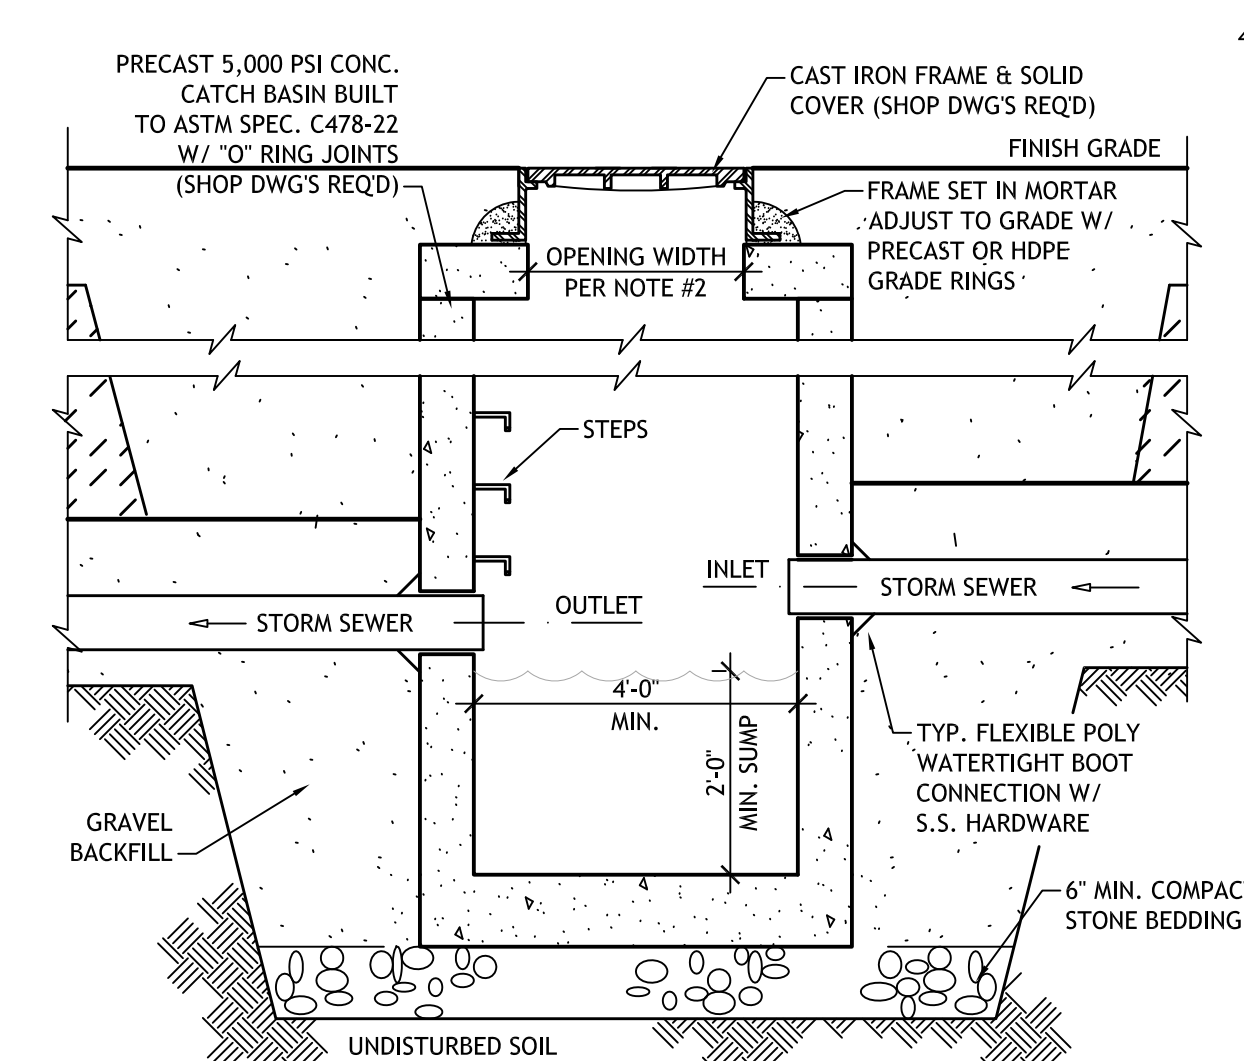 PRECAST 5,000 PSI CONC.
CATCH BASIN BUILT
TO ASTM SPEC. C478-22
W/ "O" RING JOINTS
(SHOP DWG'S REQ'D)
CAST IRON FRAME & SOLID
COVER (SHOP DWG'S REQ'D)
FINISH GRADE
FRAME SET IN MORTAR
ADJUST TO GRADE W/
PRECAST OR HDPE
GRADE RINGS
OPENING WIDTH
PER NOTE #2
STEPS
INLET
STORM SEWER
OUTLET
STORM SEWER
4'-0"
MIN.
2'-0"
MIN. SUMP
TYP. FLEXIBLE POLY
WATERTIGHT BOOT
CONNECTION W/
S.S. HARDWARE
GRAVEL
BACKFILL
6" MIN.
STONE BEDDING
UNDISTURBED SOIL